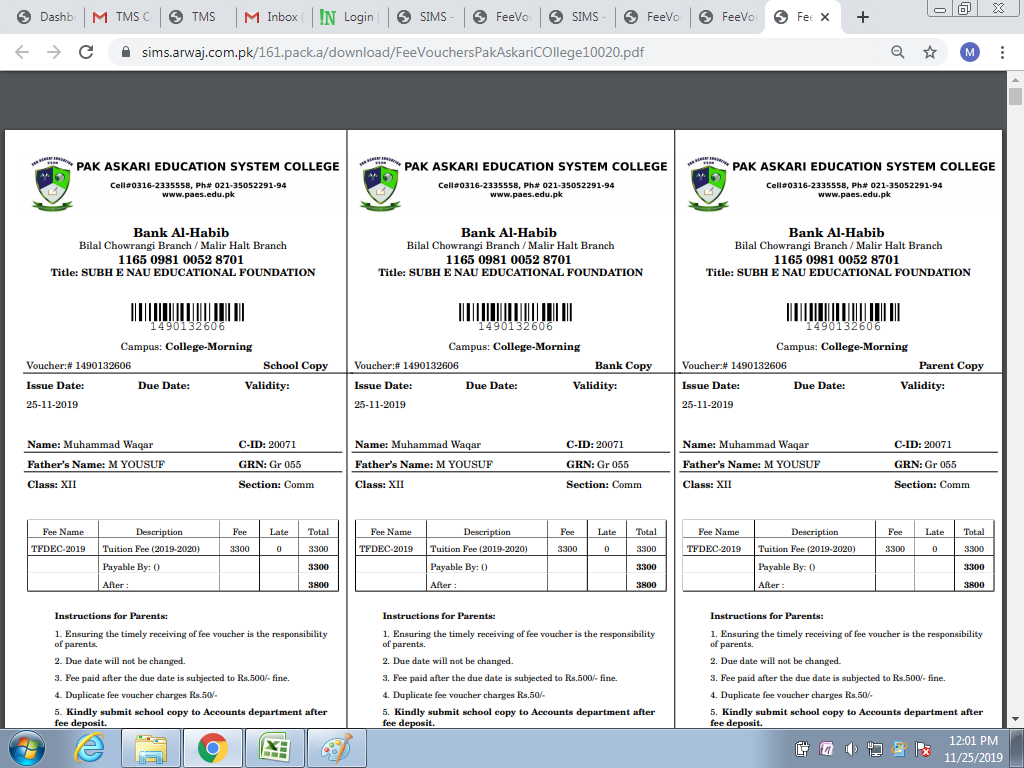 Dashb
TMS C
TMS
Inbox
Login
SIMS -
FeeVo
SIMS -
FeeVo
FeeVo
Fee
sims.arwaj.com.pk/161.pack.a/download/FeeVouchersPakAskariCOllege10020.pdf
M
PAK ASKARI EDUCATION SYSTEM COLLEGE
Cell#0316-2335558, Ph# 021-35052291-94
www.paes.edu.pk
Bank Al-Habib
Bilal Chowrangi Branch / Malir Halt Branch
1165 0981 0052 8701
Title: SUBH E NAU EDUCATIONAL FOUNDATION
1490132606
Campus: College-Morning
Voucher:# 1490132606 School Copy
Issue Date: Due Date: Validity:
25-11-2019
Name: Muhammad Waqar C-ID: 20071
Father's Name: M YOUSUF GRN: Gr 055
Class: XII Section: Comm
Fee Name Description Fee Late Total
TFDEC-2019 Tuition Fee (2019-2020) 3300 0 3300
Payable By: () 3300
After : 3800
Instructions for Parents:
1. Ensuring the timely receiving of fee voucher is the responsibility
of parents.
2. Due date will not be changed.
3. Fee paid after the due date is subjected to Rs.500/- fine.
4. Duplicate fee voucher charges Rs.50/-
5. Kindly submit school copy to Accounts department after
fee deposit.
PAK ASKARI EDUCATION SYSTEM COLLEGE
Cell#0316-2335558, Ph# 021-35052291-94
www.paes.edu.pk
Bank Al-Habib
Bilal Chowrangi Branch / Malir Halt Branch
1165 0981 0052 8701
Title: SUBH E NAU EDUCATIONAL FOUNDATION
1490132606
Campus: College-Morning
Voucher:# 1490132606 Bank Copy
Issue Date: Due Date: Validity:
25-11-2019
Name: Muhammad Waqar C-ID: 20071
Father's Name: M YOUSUF GRN: Gr 055
Class: XII Section: Comm
Fee Name Description Fee Late Total
TFDEC-2019 Tuition Fee (2019-2020) 3300 0 3300
Payable By: () 3300
After : 3800
Instructions for Parents:
1. Ensuring the timely receiving of fee voucher is the responsibility
of parents.
2. Due date will not be changed.
3. Fee paid after the due date is subjected to Rs.500/- fine.
4. Duplicate fee voucher charges Rs.50/-
5. Kindly submit school copy to Accounts department after
fee deposit.
PAK ASKARI EDUCATION SYSTEM COLLEGE
Cell#0316-2335558, Ph# 021-35052291-94
www.paes.edu.pk
Bank Al-Habib
Bilal Chowrangi Branch / Malir Halt Branch
1165 0981 0052 8701
Title: SUBH E NAU EDUCATIONAL FOUNDATION
1490132606
Campus: College-Morning
Voucher:# 1490132606 Parent Copy
Issue Date: Due Date: Validity:
25-11-2019
Name: Muhammad Waqar C-ID: 20071
Father's Name: M YOUSUF GRN: Gr 055
Class: XII Section: Comm
Fee Name Description Fee Late Total
TFDEC-2019 Tuition Fee (2019-2020) 3300 0 3300
Payable By: () 3300
After : 3800
Instructions for Parents:
1. Ensuring the timely receiving of fee voucher is the responsibility
of parents.
2. Due date will not be changed.
3. Fee paid after the due date is subjected to Rs.500/- fine.
4. Duplicate fee voucher charges Rs.50/-
5. Kindly submit school copy to Accounts department after
fee deposit.
12:01 PM
11/25/2019